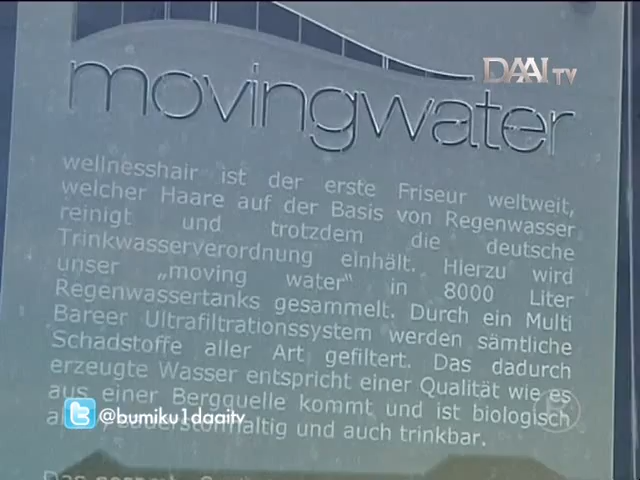 DAAI TV
movingwater
wellnesshair ist der erste Friseur weltweit,
welcher Haare auf der Basis von Regenwasser
reinigt und trotzdem die deutsche
Trinkwasserverordnung einhält. Hierzu wird
unser „moving water“ in 8000 Liter
Regenwassertanks gesammelt. Durch ein Multi
Bareer Ultrafiltrationssystem werden sämtliche
Schadstoffe aller Art gefiltert. Das dadurch
erzeugte Wasser entspricht einer Qualität wie es
aus einer Bergquelle kommt und ist biologisch
und auch trinkbar.
@bumiku1daaitv
R